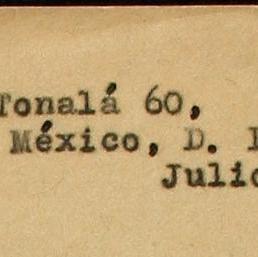 Tonalá 60,
México, D.
Julio